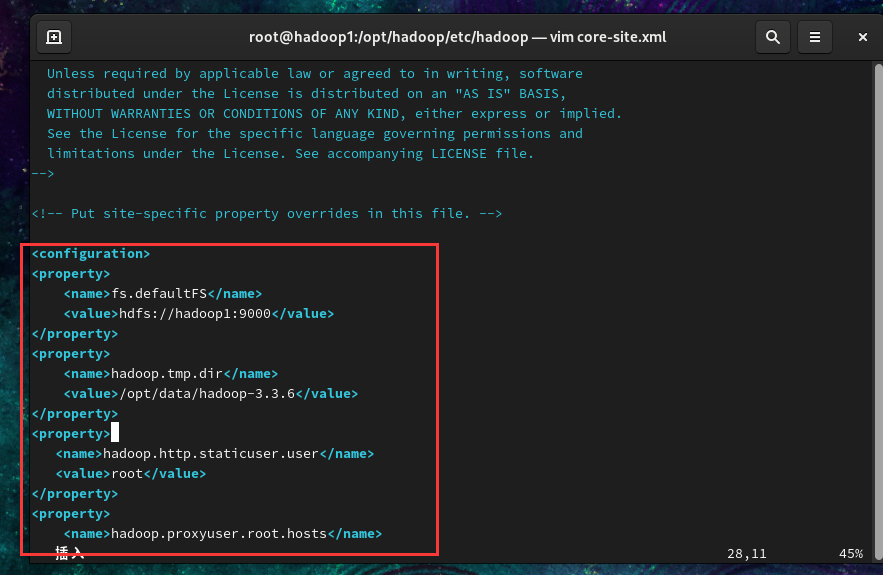 root@hadoop1:/opt/hadoop/etc/hadoop — vim core-site.xml
Unless required by applicable law or agreed to in writing, software
distributed under the License is distributed on an "AS IS" BASIS,
WITHOUT WARRANTIES OR CONDITIONS OF ANY KIND, either express or implied.
See the License for the specific language governing permissions and
limitations under the License. See accompanying LICENSE file.
-->
<!-- Put site-specific property overrides in this file. -->
<configuration>
<property>
<name>fs.defaultFS</name>
<value>hdfs://hadoop1:9000</value>
</property>
<property>
<name>hadoop.tmp.dir</name>
<value>/opt/data/hadoop-3.3.6</value>
</property>
<property>
<name>hadoop.http.staticuser.user</name>
<value>root</value>
</property>
<property>
<name>hadoop.proxyuser.root.hosts</name>
插入 28,11 45%